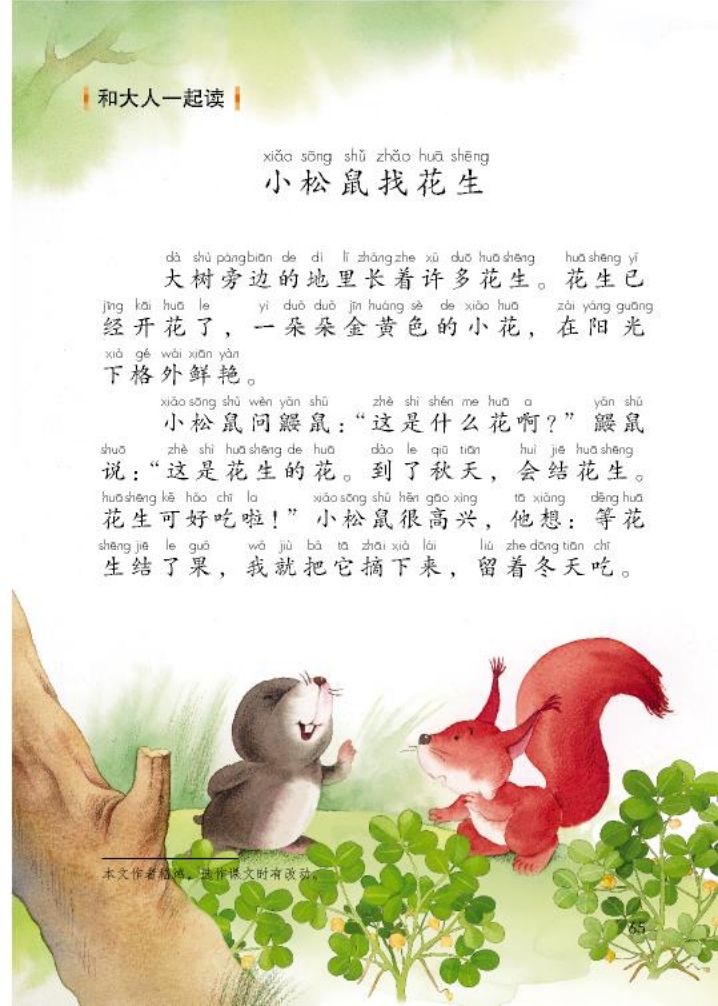 和大人一起读
xiǎo sōng shǔ zhǎo huā shēng
小松鼠找花生
dà shù páng biān de dì lǐ zhǎng zhe xǔ duō huā shēng huā shēng yǐ
大树旁边的地里长着许多花生。花生已
jīng kāi huā le yì duǒ duǒ jīn huáng sè de xiǎo huā zài yáng guāng
经开花了，一朵朵金黄色的小花，在阳光
xià gé wài xiān yàn
下格外鲜艳。
xiǎo sōng shǔ wèn yǎn shǔ zhè shì shén me huā a yǎn shǔ
小松鼠问鼹鼠：“这是什么花啊？”鼹鼠
shuō zhè shì huā shēng de huā dào le qiū tiān huì jiē huā shēng
说：“这是花生的花。到了秋天，会结花生。
huā shēng kě hǎo chī la xiǎo sōng shǔ hěn gāo xìng tā xiǎng děng huā
花生可好吃啦！”小松鼠很高兴，他想：等花
shēng jiē le guǒ wǒ jiù bǎ tā zhāi xià lái liú zhe dōng tiān chī
生结了果，我就把它摘下来，留着冬天吃。
本文作者，选作课文时有改动。
65